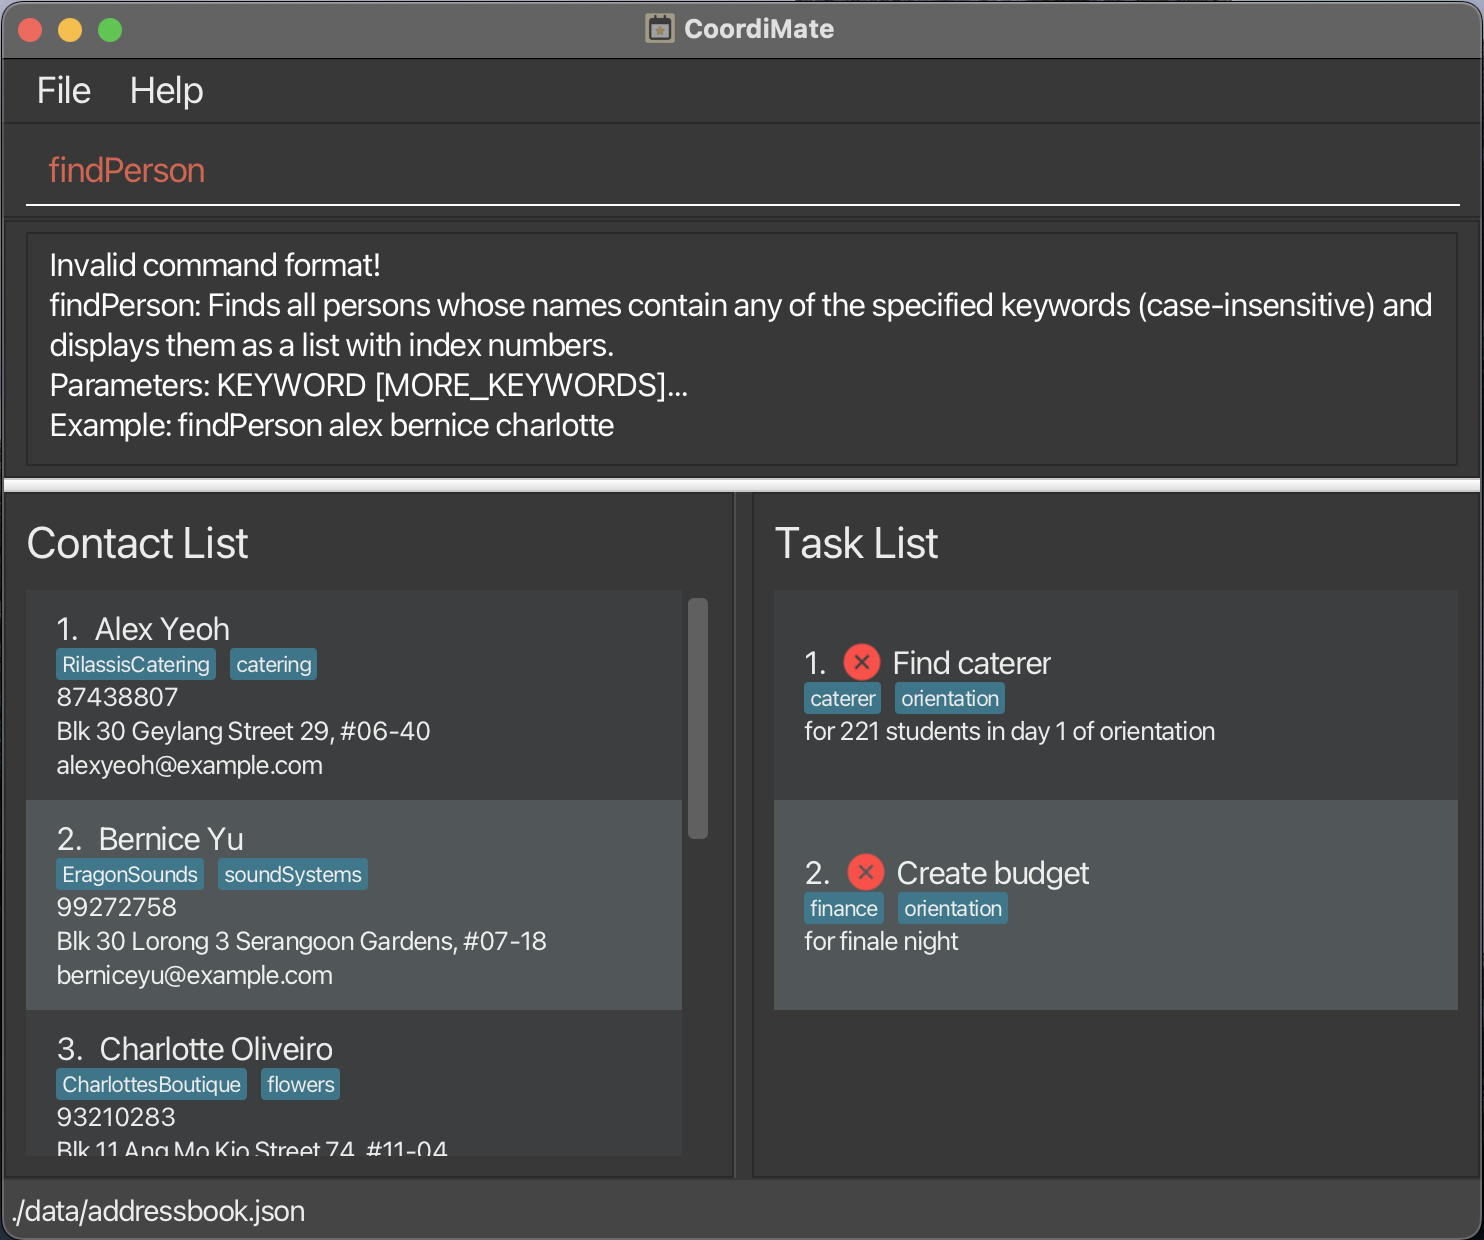 CoordiMate
File Help
findPerson
Invalid command format!
findPerson: Finds all persons whose names contain any of the specified keywords (case-insensitive) and
displays them as a list with index numbers.
Parameters: KEYWORD [MORE_KEYWORDS]...
Example: findPerson alex bernice charlotte
Contact List
1. Alex Yeoh
RilassisCatering catering
87438807
Blk 30 Geylang Street 29, #06-40
alexyeoh@example.com
2. Bernice Yu
EragonSounds soundSystems
99272758
Blk 30 Lorong 3 Serangoon Gardens, #07-18
berniceyu@example.com
3. Charlotte Oliveiro
CharlottesBoutique flowers
93210283
Blk 11 Ang Mo Kio Street 74, #11-04
Task List
1. Find caterer
caterer orientation
for 221 students in day 1 of orientation
2. Create budget
finance orientation
for finale night
./data/addressbook.json